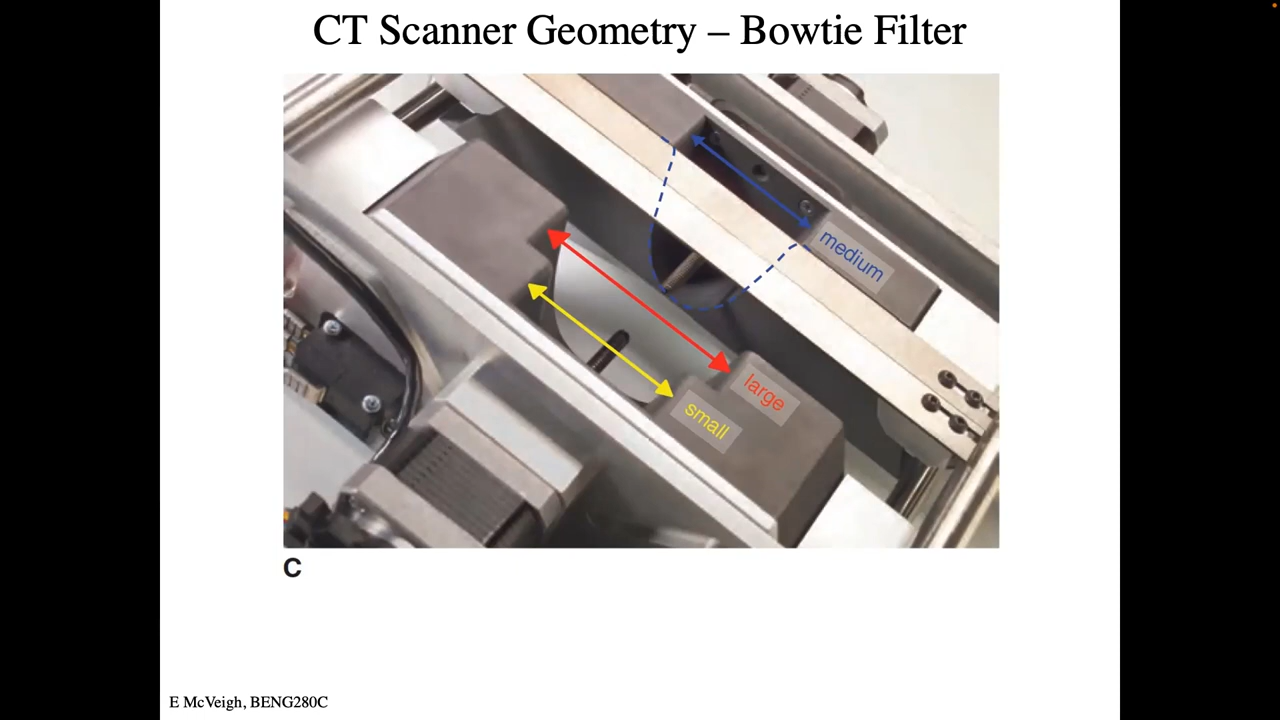 CT Scanner Geometry – Bowtie Filter
medium
large
small
C
E McVeigh, BENG280C